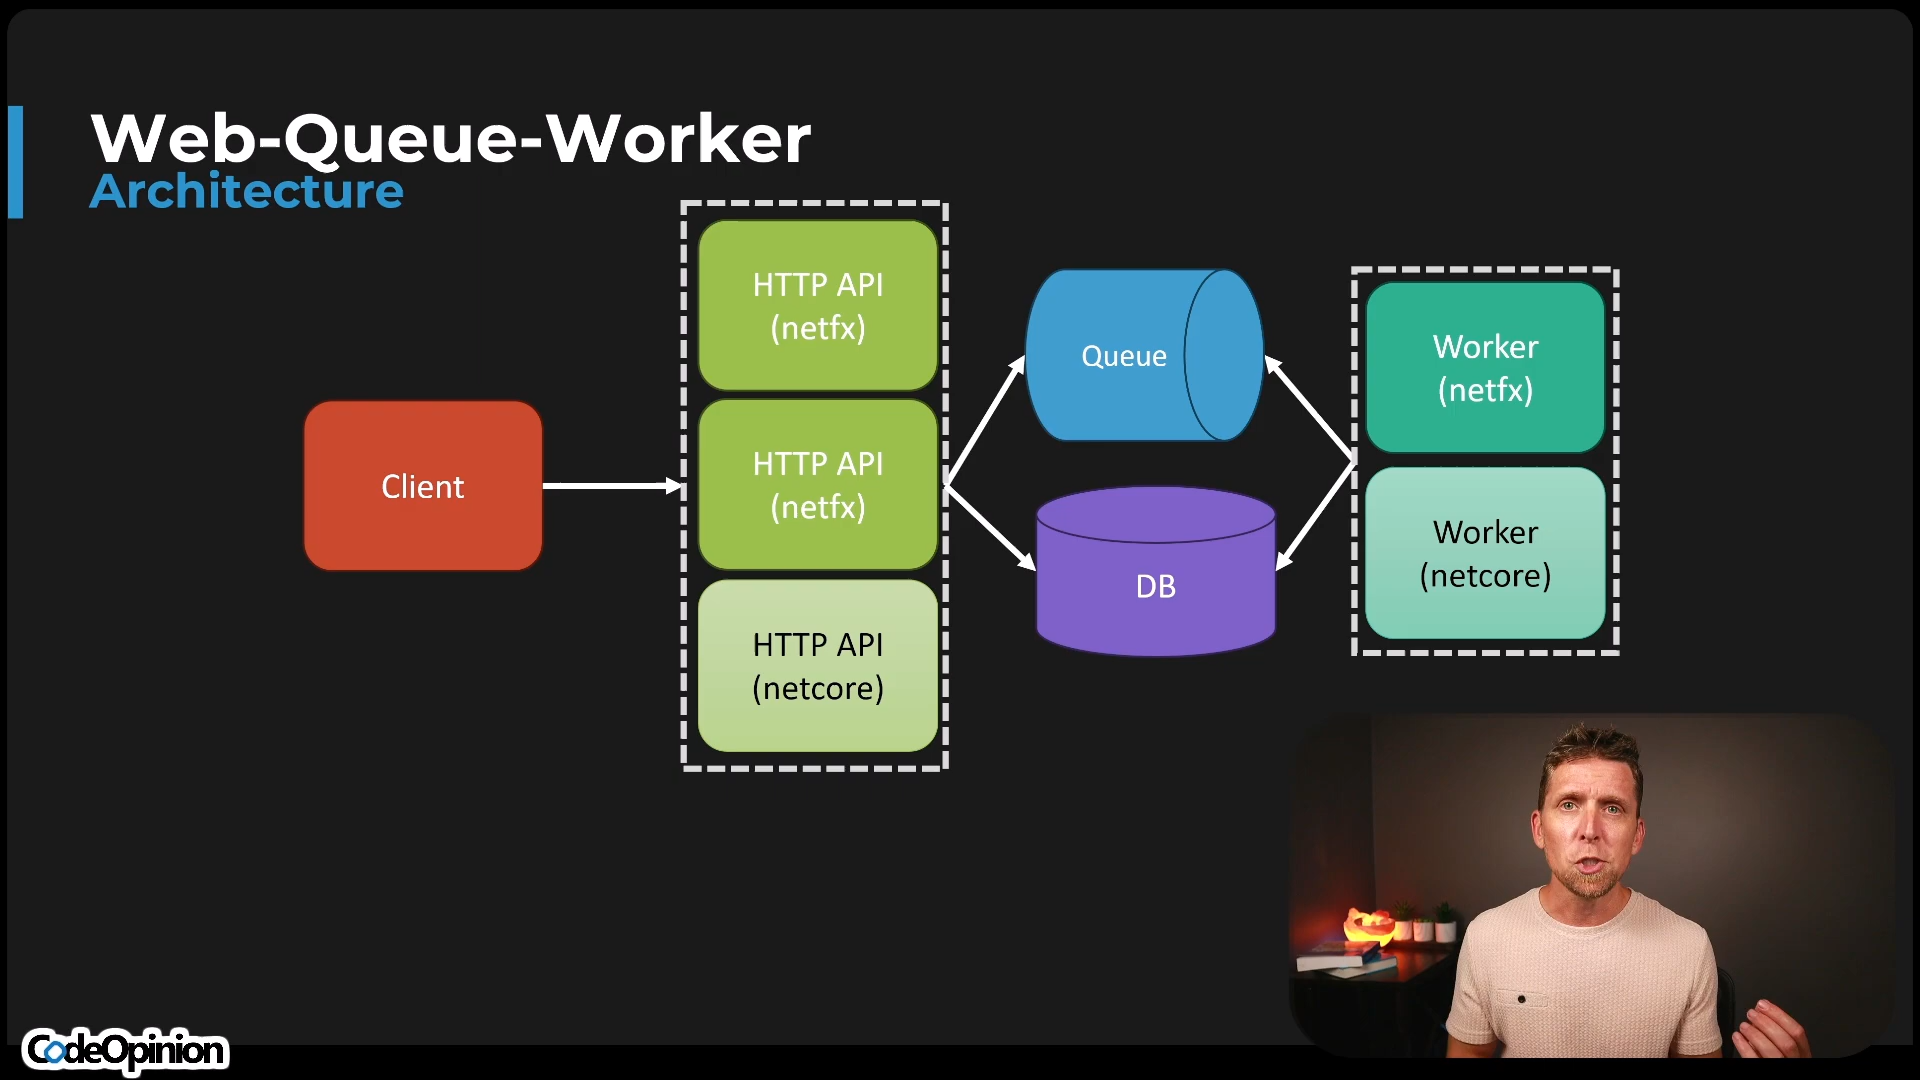 Web-Queue-Worker
Architecture
HTTP API
(netfx)
HTTP API
(netfx)
HTTP API
(netcore)
Client
Queue
DB
Worker
(netfx)
Worker
(netcore)
CodeOpinion